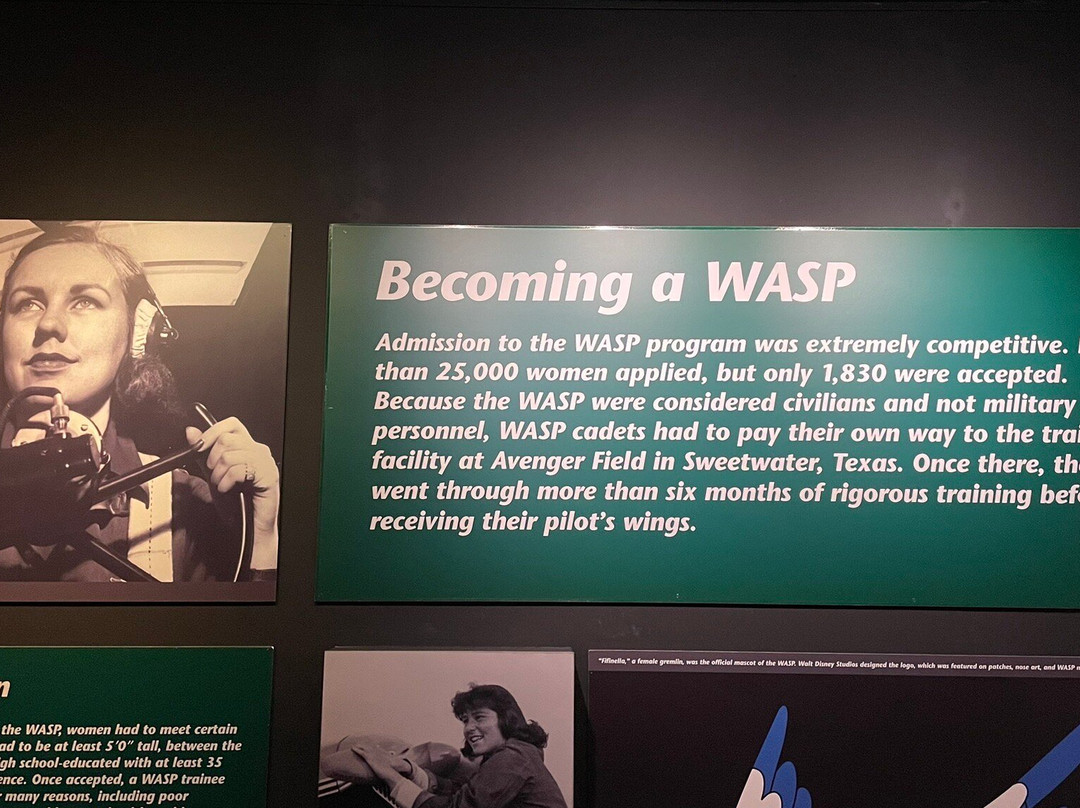 Becoming a WASP
Admission to the WASP program was extremely competitive.
than 25,000 women applied, but only 1,830 were accepted.
Because the WASP were considered civilians and not military
personnel, WASP cadets had to pay their own way to the trai
facility at Avenger Field in Sweetwater, Texas. Once there, th
went through more than six months of rigorous training bef
receiving their pilot's wings.
n
the WASP, women had to meet certain
ad to be at least 5'0" tall, between the
gh school-educated with at least 35
ence. Once accepted, a WASP trainee
r many reasons, including poor
"Fifinella," a female gremlin, was the official mascot of the WASP. Walt Disney Studios designed the logo, which was featured on patches, nose art, and WASP